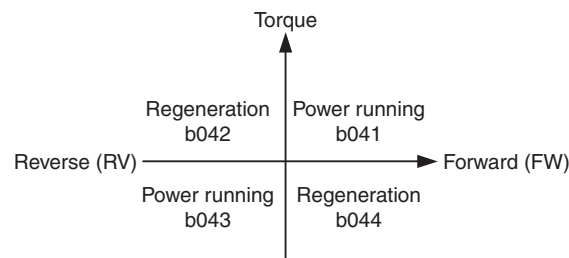 Torque
Regeneration
b042
Power running
b041
Reverse (RV)
Forward (FW)
Power running
b043
Regeneration
b044